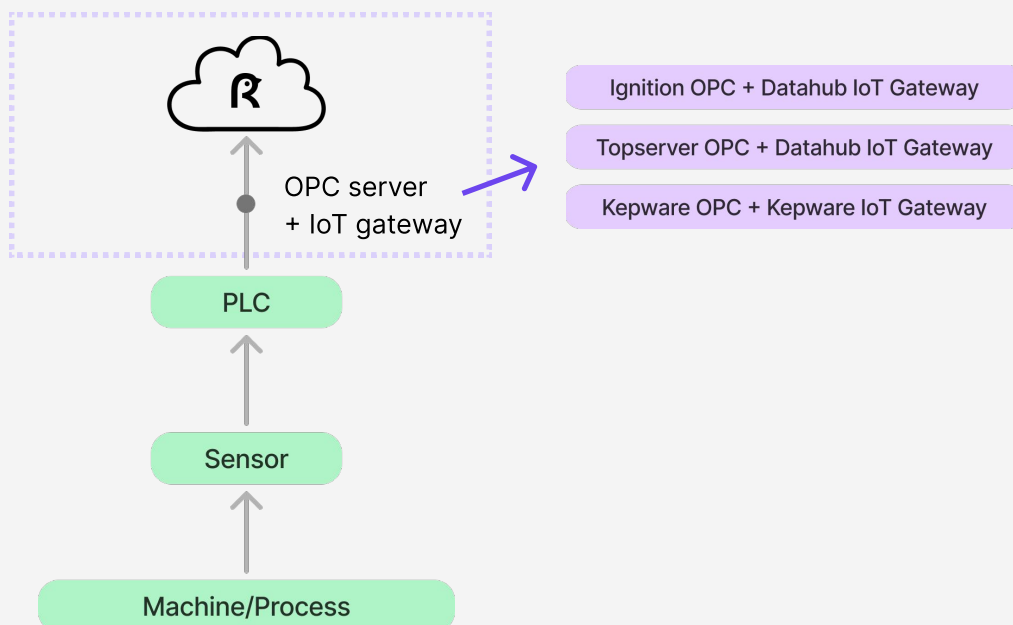 Ignition OPC + Datahub IoT Gateway
Topserver OPC + Datahub IoT Gateway
Kepware OPC + Kepware IoT Gateway
OPC server
+ IoT gateway
PLC
Sensor
Machine/Process